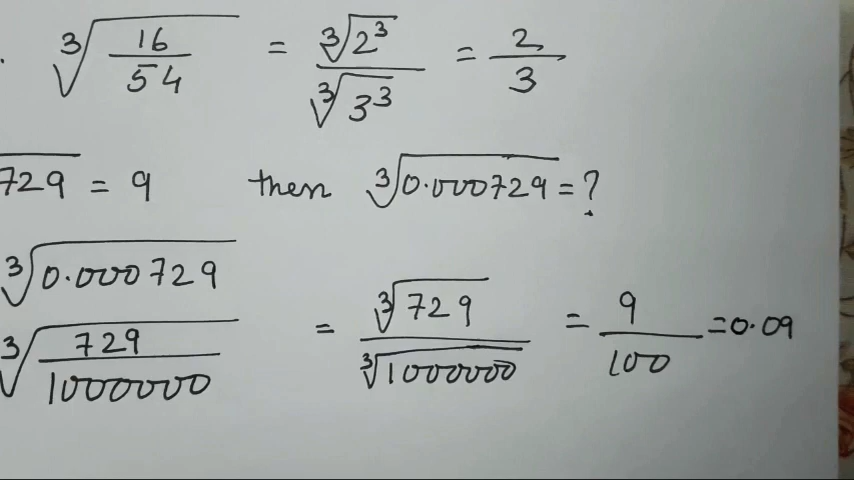 . ∛(16/54) = ∛(2³)/∛(3³) = 2/3
729 = 9 then ∛0.000729 = ?
∛0.000729
∛(729/1000000) = ∛729/∛1000000 = 9/100 = 0.09